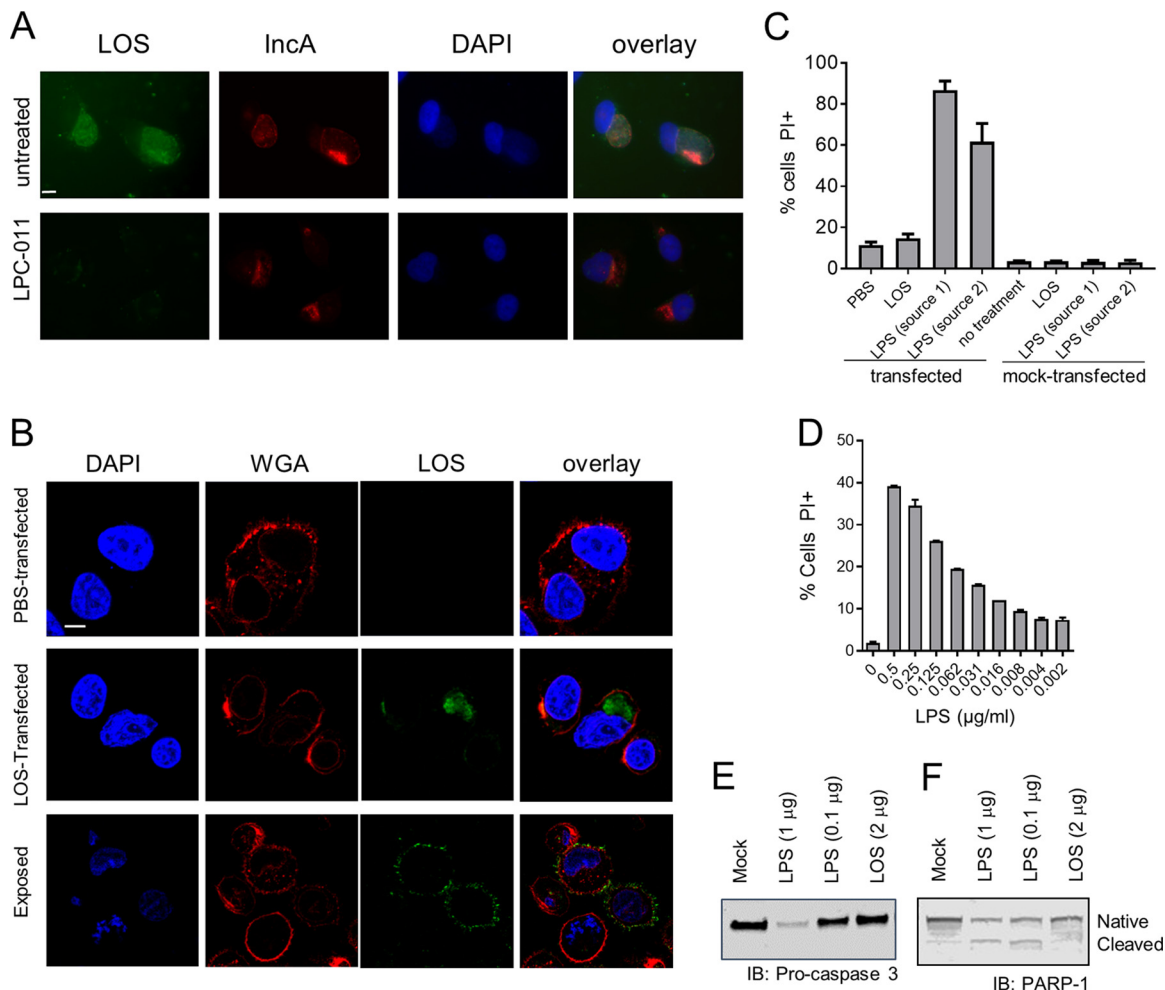 A
LOS
IncA
DAPI
overlay
untreated
LPC-011
B
DAPI
WGA
LOS
overlay
PBS-transfected
LOS-Transfected
Exposed
C
% cells PI+
100
80
60
40
20
0
PBS
LOS
LPS (source 1)
LPS (source 2)
no treatment
LOS
LPS (source 1)
LPS (source 2)
transfected
mock-transfected
D
% Cells PI+
50
40
30
20
10
0
0
0.5
0.25
0.125
0.062
0.031
0.016
0.008
0.004
0.002
LPS (µg/ml)
E
Mock
LPS (1 µg)
LPS (0.1 µg)
LOS (2 µg)
IB: Pro-caspase 3
F
Mock
LPS (1 µg)
LPS (0.1 µg)
LOS (2 µg)
Native
Cleaved
IB: PARP-1